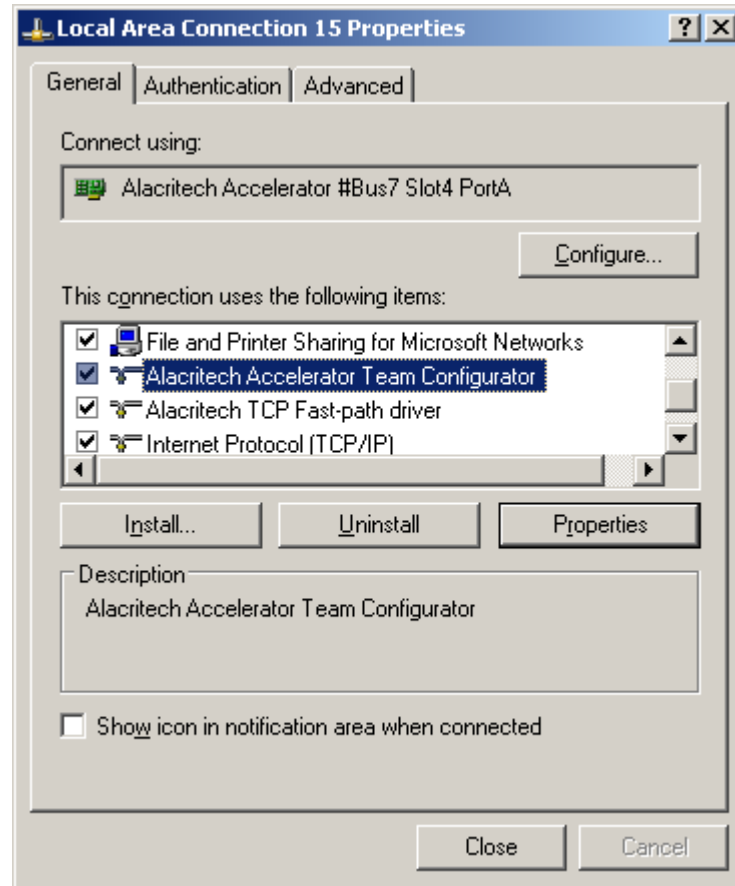 Local Area Connection 15 Properties
General Authentication Advanced
Connect using:
Alacritech Accelerator #Bus7 Slot4 PortA
Configure...
This connection uses the following items:
File and Printer Sharing for Microsoft Networks
Alacritech Accelerator Team Configurator
Alacritech TCP Fast-path driver
Internet Protocol (TCP/IP)
Install... Uninstall Properties
Description
Alacritech Accelerator Team Configurator
Show icon in notification area when connected
Close Cancel